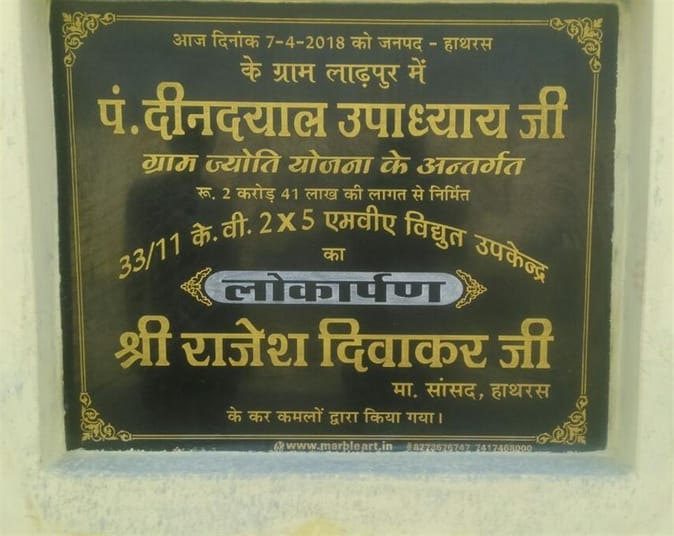 आज दिनांक 7-4-2018 को जनपद - हाथरस
के ग्राम लाढ़पुर में
पं. दीनदयाल उपाध्याय जी
ग्राम ज्योति योजना के अन्तर्गत
रू. 2 करोड़ 41 लाख की लागत से निर्मित
33/11 के. वी. 2X5 एमवीए विद्युत उपकेन्द्र
का
लोकार्पण
श्री राजेश दिवाकर जी
मा. सांसद, हाथरस
के कर कमलों द्वारा किया गया।
www.marbleart.in 7417468000